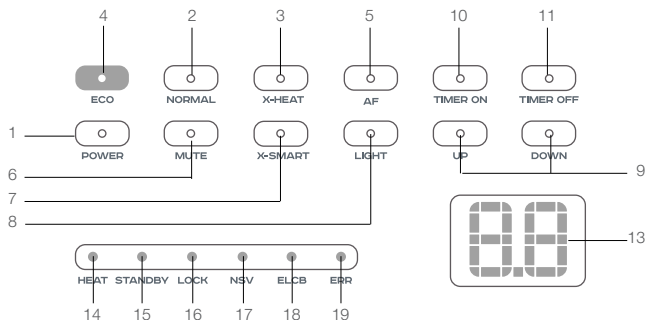 4 2 3 5 10 11
ECO NORMAL X-HEAT AF TIMER ON TIMER OFF
1
POWER MUTE X-SMART LIGHT UP DOWN
6 9
7
8
8.8 13
HEAT STANDBY LOCK NSV ELCB ERR
14 15 16 17 18 19